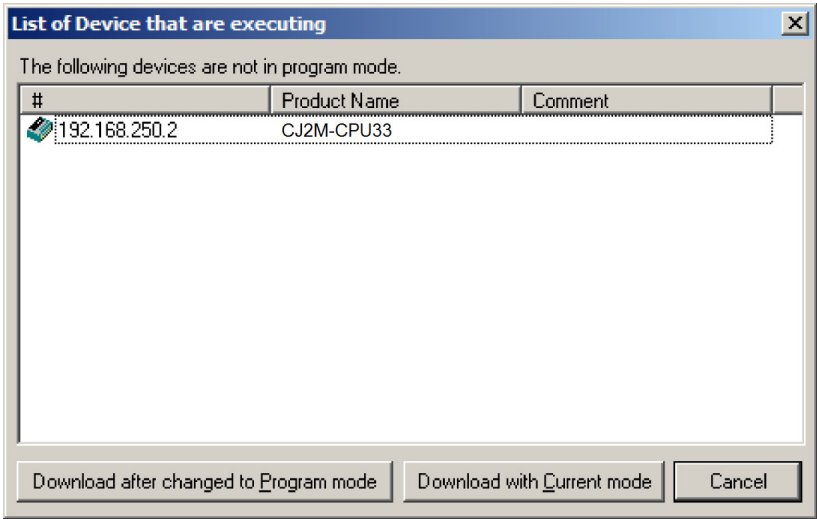 List of Device that are executing
The following devices are not in program mode.
# Product Name Comment
192.168.250.2 CJ2M-CPU33
Download after changed to Program mode Download with Current mode Cancel